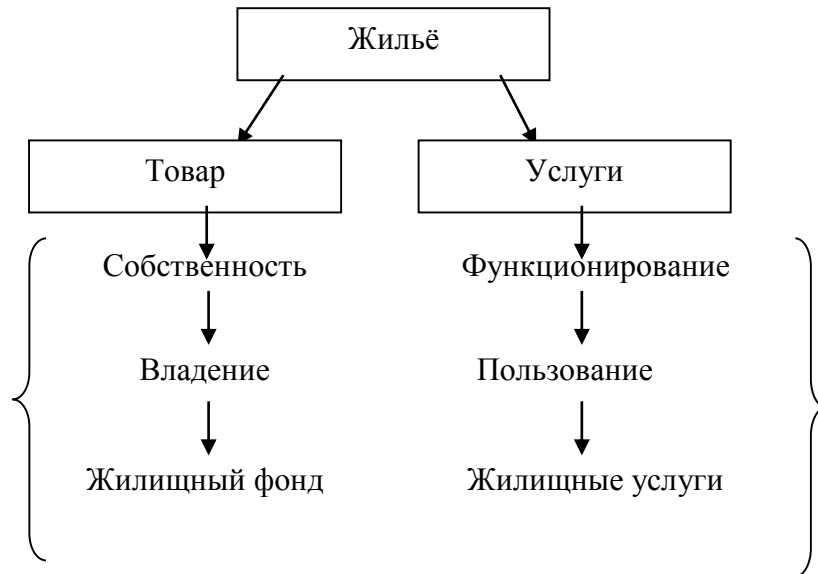 Жильё
Товар
Услуги
Собственность
Функционирование
Владение
Пользование
Жилищный фонд
Жилищные услуги